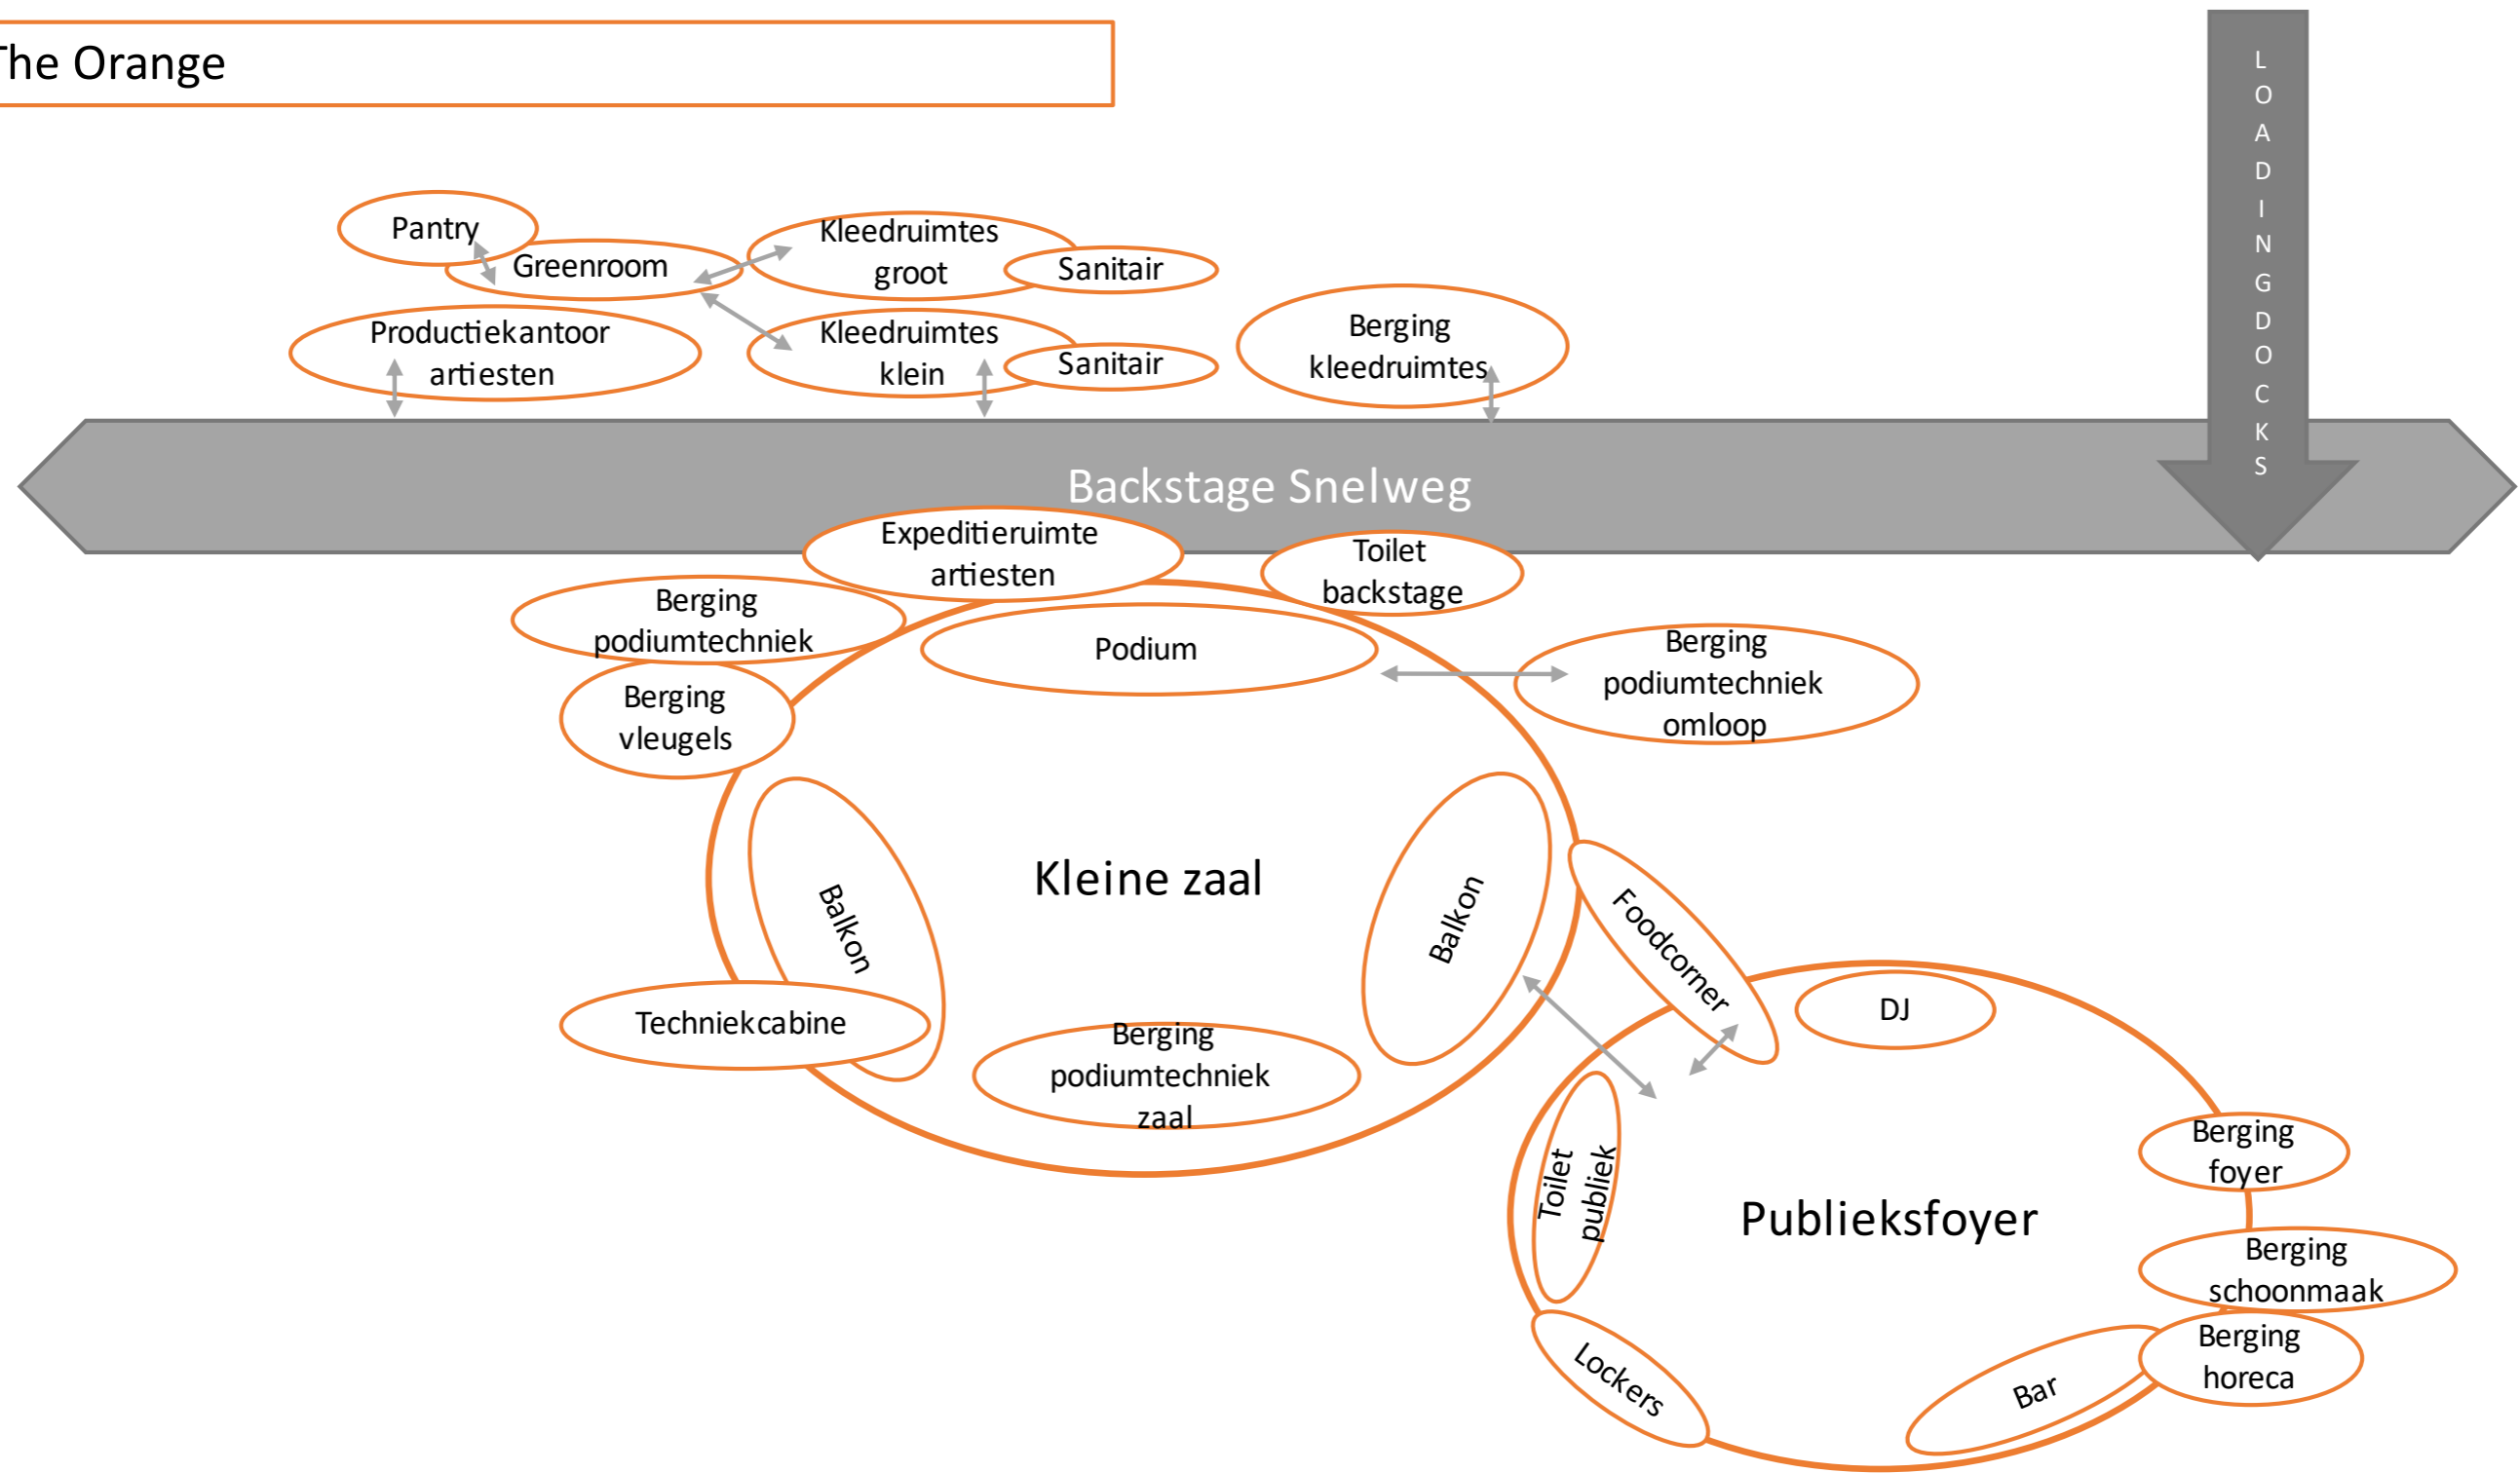 The Orange
L
O
A
D
I
N
G
D
O
C
K
S
Pantry
Greenroom
Kleedruimtes
groot
Sanitair
Productiekantoor
artiesten
Kleedruimtes
klein
Sanitair
Berging
kleedruimtes
Backstage Snelweg
Expeditieruimte
artiesten
Toilet
backstage
Berging
podiumtechniek
Podium
Berging
podiumtechniek
omloop
Berging
vleugels
Balkon
Kleine zaal
Balkon
Foodcorner
Techniekcabine
Berging
podiumtechniek
zaal
DJ
Toilet
publiek
Publieksfoyer
Berging
foyer
Berging
schoonmaak
Berging
horeca
Lockers
Bar